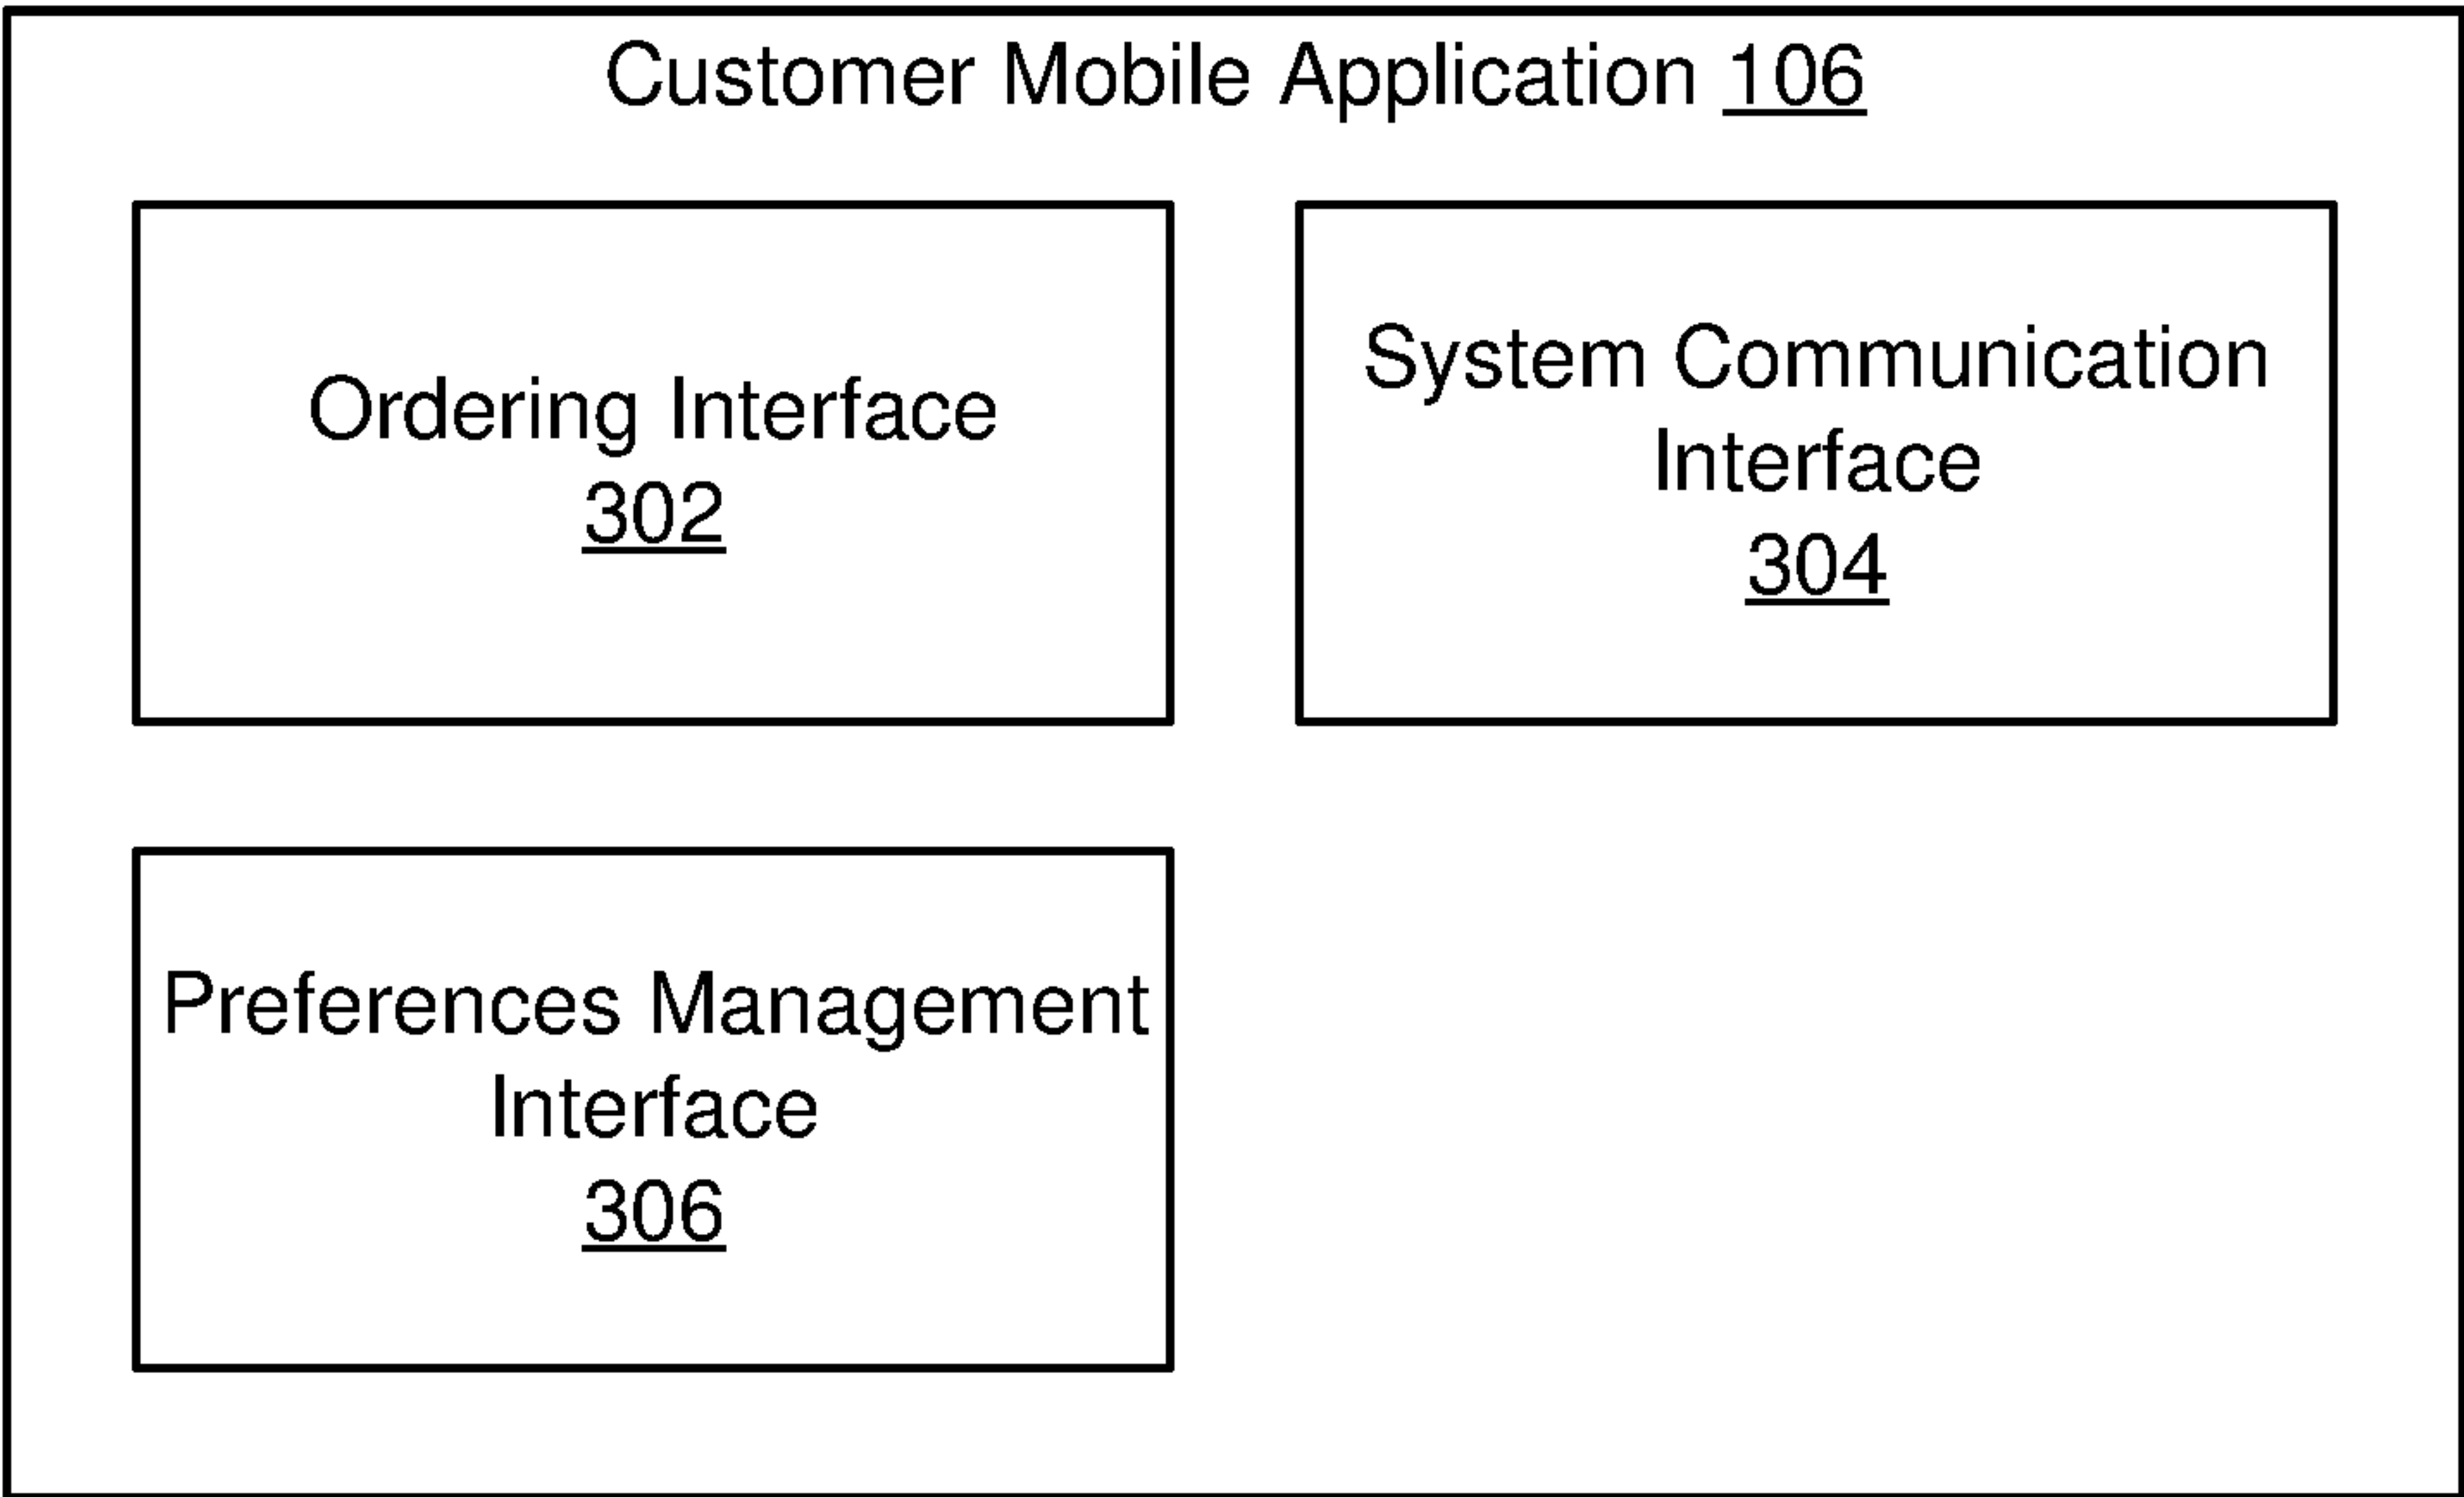 Customer Mobile Application 106
Ordering Interface
302
System Communication
Interface
304
Preferences Management
Interface
306